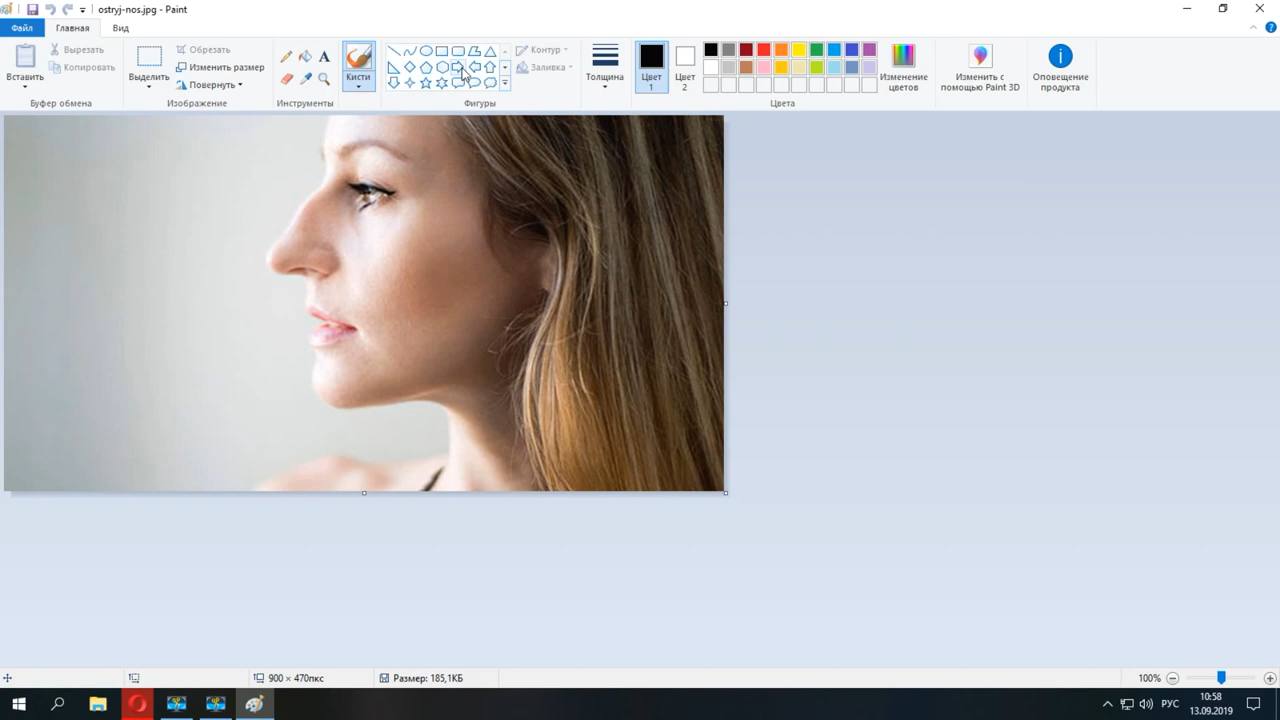 ostryj-nos.jpg - Paint
Файл Главная Вид
Вставить
Вырезать
Копировать
Буфер обмена
Выделить
Обрезать
Изменить размер
Повернуть
Изображение
A
Инструменты
Кисти
Контур
Заливка
Фигуры
Толщина
Цвет
1
Цвет
2
Цвета
Изменение
цветов
Изменить с
помощью Paint 3D
Оповещение
продукта
900 × 470пкс
Размер: 185,1КБ
100%
РУС
10:58
13.09.2019